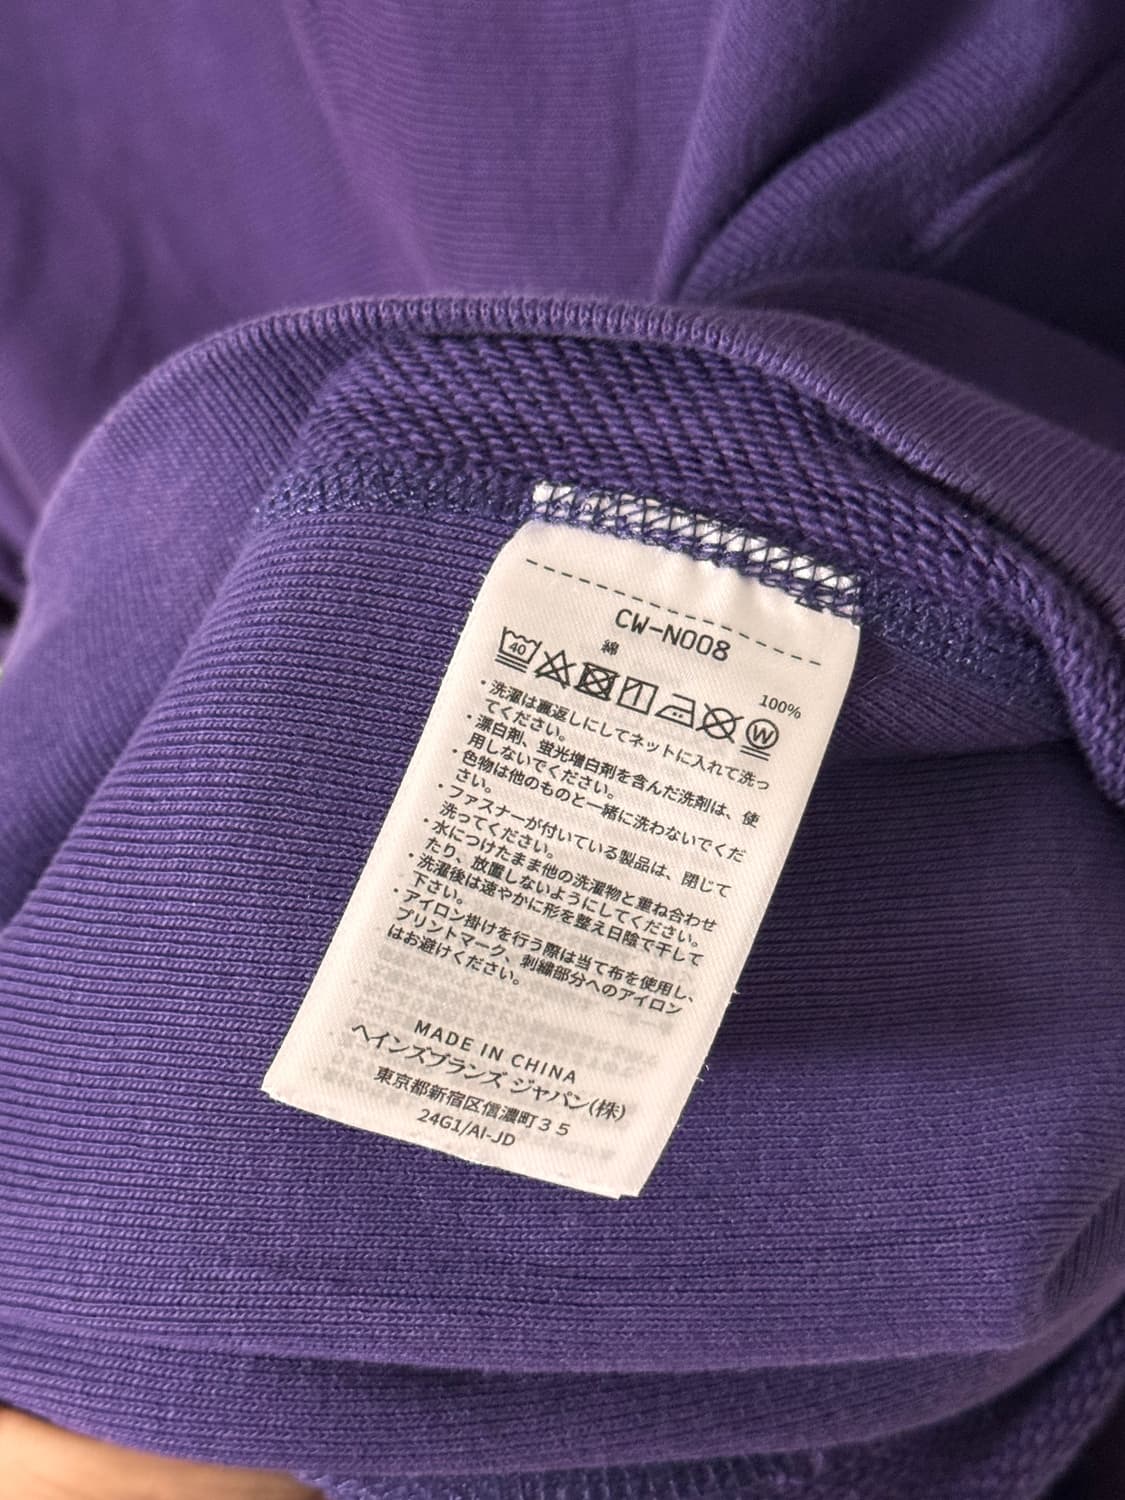 CW-N008
綿 100%
40 W
・洗濯は裏返しにしてネットに入れて洗っ
てください。
・漂白剤、蛍光増白剤を含んだ洗剤は、使
用しないでください。
・色物は他のものと一緒に洗わないでくだ
さい。
・ファスナーが付いている製品は、閉じて
洗ってください。
・水につけたまま他の洗濯物と重ね合わせ
たり、放置しないようにしてください。
・洗濯後は速やかに形を整え日陰で干して
下さい。
・アイロン掛けを行う際は当て布を使用し、
プリントマーク、刺繍部分へのアイロン
はお避けください。
MADE IN CHINA
ヘインズブランズ ジャパン(株)
東京都新宿区信濃町35
24G1/AI-JD